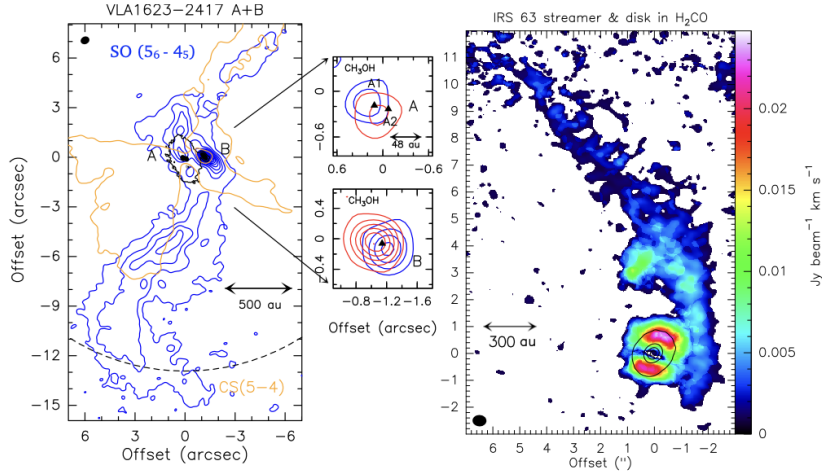 VLA1623−2417 A+B
SO (5₆−4₅)
A
B
500 au
CS(5−4)
Offset (arcsec)
6
3
0
−3
−6
−9
−12
−15
6 3 0 −3 −6
Offset (arcsec)
CH₃OH
A1
A
A2
48 au
0.6
0
−0.6
0.6 0 −0.6
CH₃OH
B
0.4
0
−0.4
−0.8 −1.2 −1.6
Offset (arcsec)
IRS 63 streamer & disk in H₂CO
300 au
11
10
9
8
7
6
5
4
3
2
1
0
−1
−2
6 5 4 3 2 1 0 −1 −2
Offset (")
0.02
0.015
0.01
0.005
0
Jy beam⁻¹ km s⁻¹